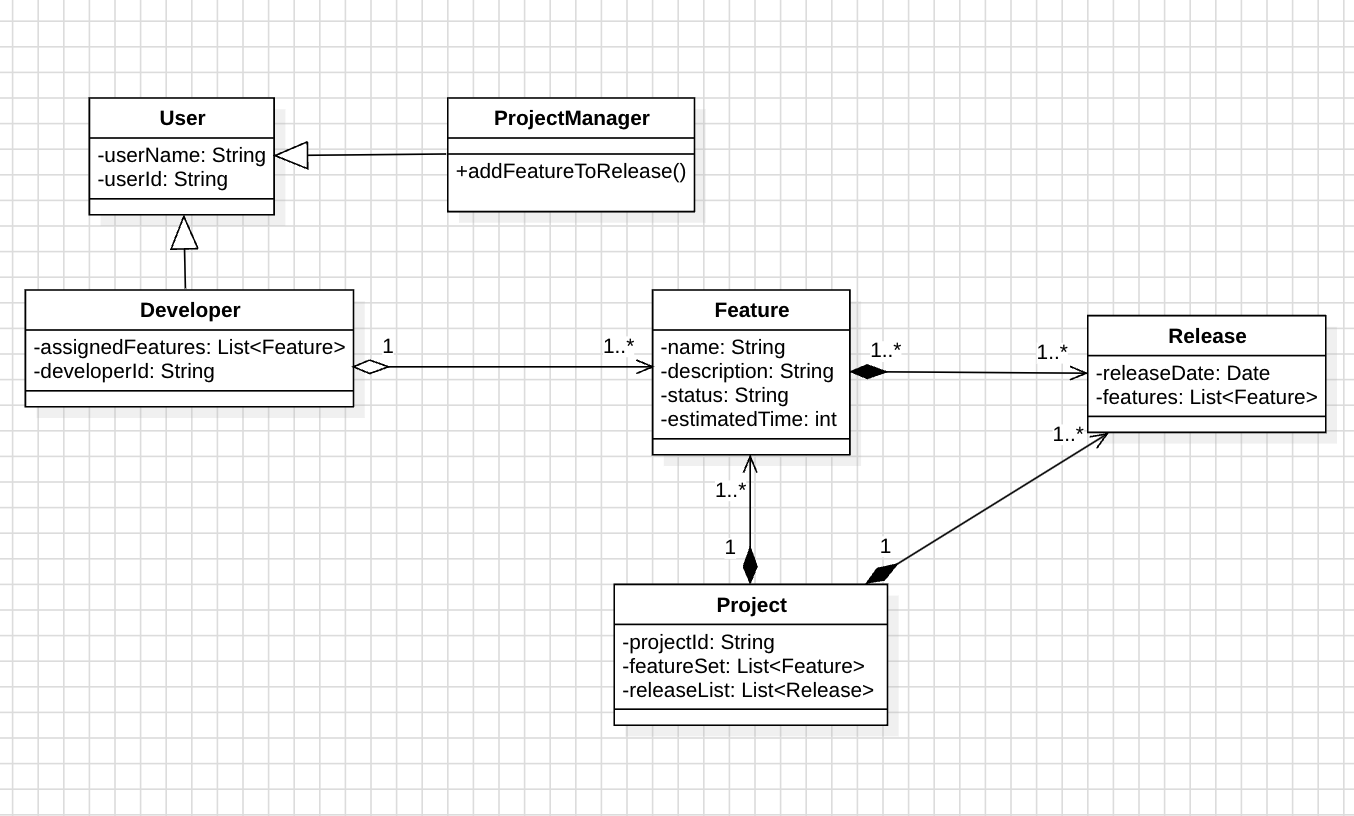 User
-userName: String
-userId: String
ProjectManager
+addFeatureToRelease()
Developer
-assignedFeatures: List<Feature>
-developerId: String
1
1..*
Feature
-name: String
-description: String
-status: String
-estimatedTime: int
1..*
1..*
Release
-releaseDate: Date
-features: List<Feature>
1..*
1..*
1
1
Project
-projectId: String
-featureSet: List<Feature>
-releaseList: List<Release>